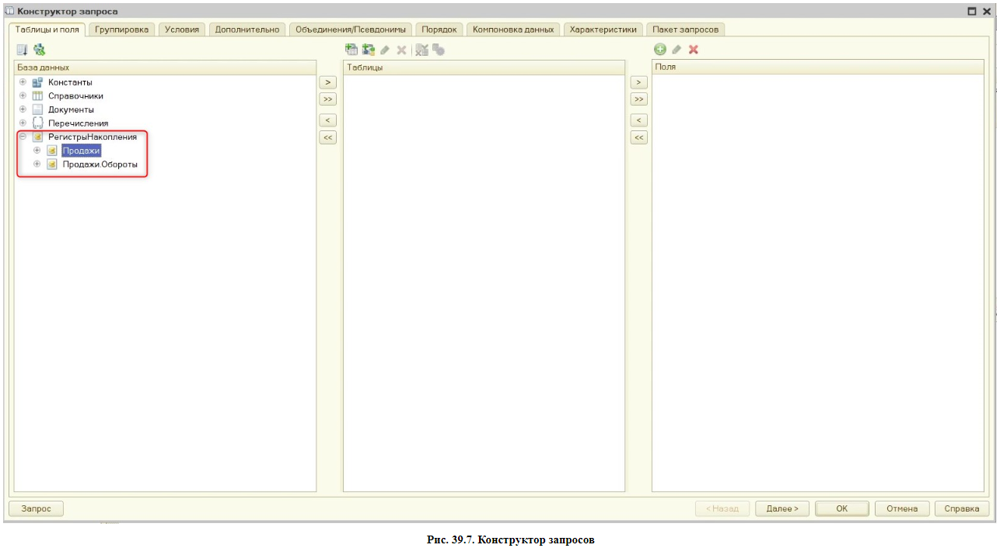 Конструктор запроса
Таблицы и поля Группировка Условия Дополнительно Объединения/Псевдонимы Порядок Компоновка данных Характеристики Пакет запросов
База данных Таблицы Поля
Константы > >
Справочники
>> >>
Документы
Перечисления < <
РегистрыНакопления << <<
Продажи
Продажи.Обороты
Запрос < Назад Далее > ОК Отмена Справка
Рис. 39.7. Конструктор запросов